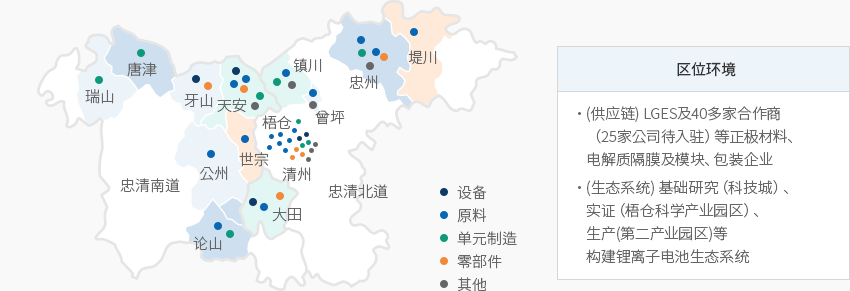 唐津
瑞山
牙山
天安
镇川
曾坪
忠州
堤川
梧仓
世宗
清州
公州
忠清南道
忠清北道
大田
论山
设备
原料
单元制造
零部件
其他
区位环境
・(供应链) LGES及40多家合作商
（25家公司待入驻）等正极材料、
电解质隔膜及模块、包装企业
・(生态系统) 基础研究（科技城）、
实证（梧仓科学产业园区）、
生产(第二产业园区)等
构建锂离子电池生态系统